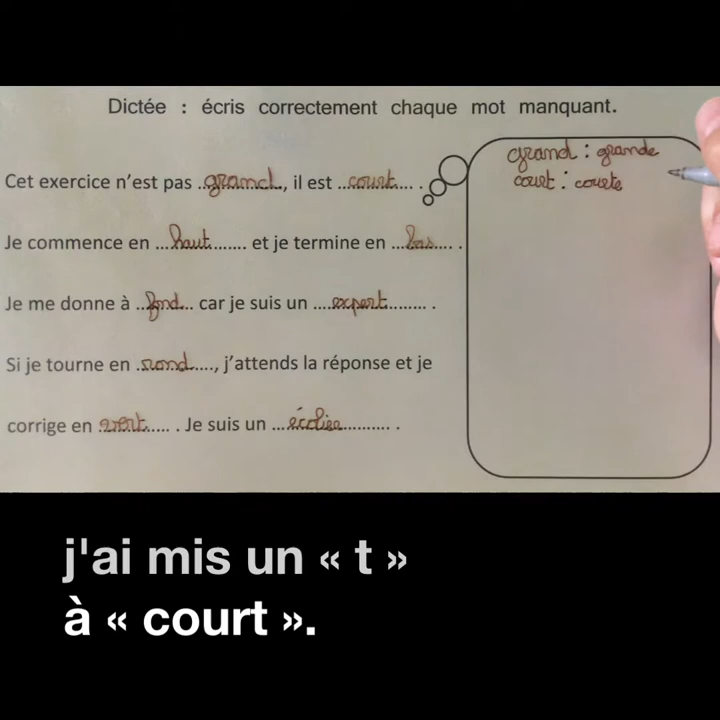 Dictée : écris correctement chaque mot manquant.
Cet exercice n'est pas ..grand.., il est ...court.... .
grand : grande
court : courte
Je commence en ...haut....... et je termine en ...bas.... .
Je me donne à ..fond... car je suis un ....expert......... .
Si je tourne en .rond...., j'attends la réponse et je
corrige en .vert..... . Je suis un ...écolier.......... .
j'ai mis un « t »
à « court ».